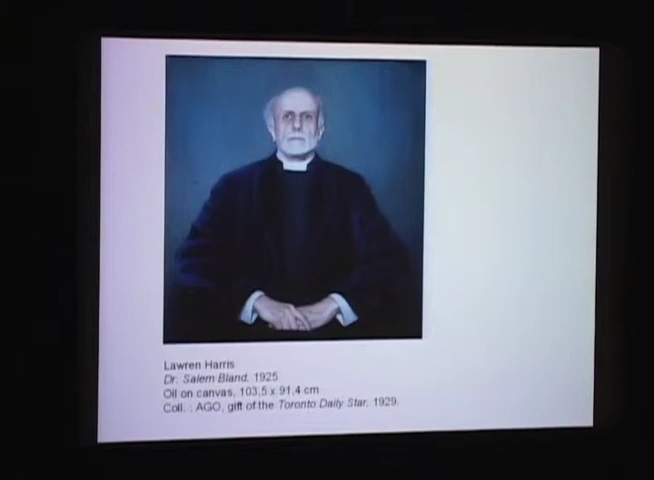 Lawren Harris
Dr. Salem Bland, 1925
Oil on canvas, 103,5 x 91,4 cm
Coll. : AGO, gift of the Toronto Daily Star, 1929.